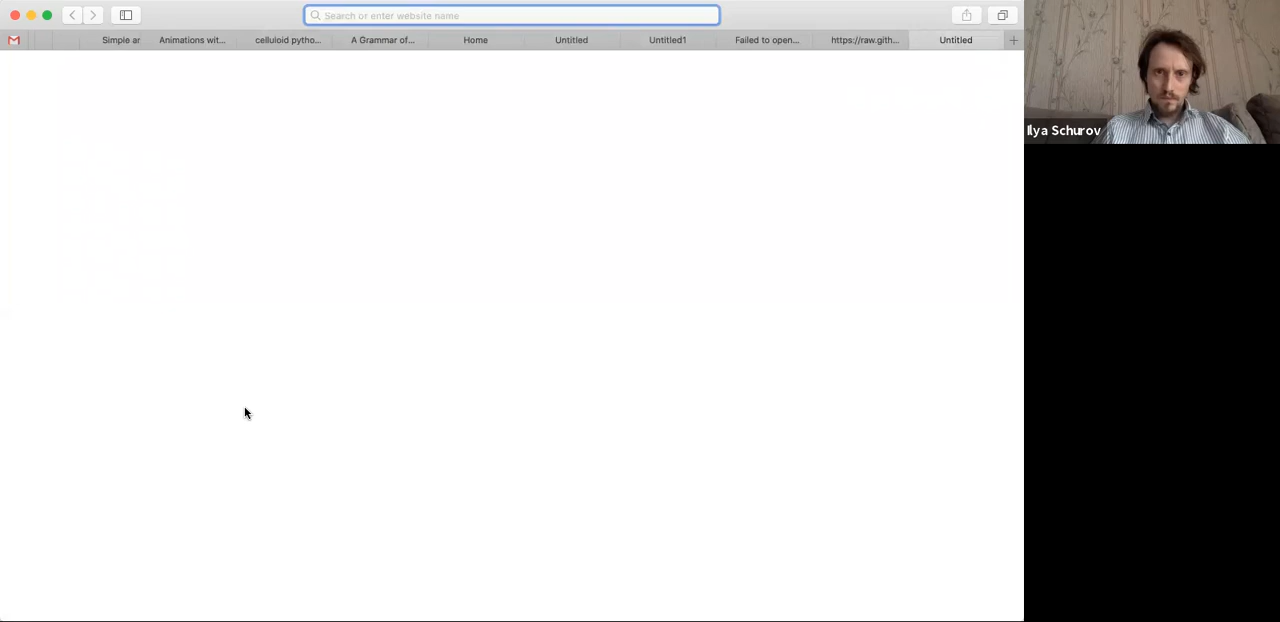 Search or enter website name
Simple ar
Animations wit...
celluloid pytho...
A Grammar of...
Home
Untitled
Untitled1
Failed to open...
https://raw.gith...
Untitled
Ilya Schurov